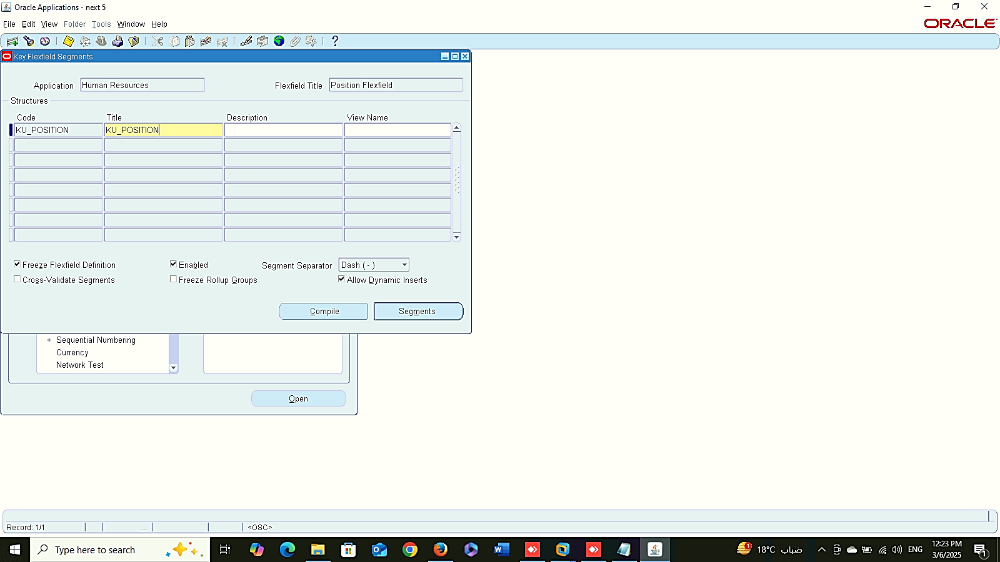 Oracle Applications - next 5
File Edit View Folder Tools Window Help
ORACLE
Key Flexfield Segments
Application Human Resources Flexfield Title Position Flexfield
Structures
Code Title Description View Name
KU_POSITION KU_POSITION
Freeze Flexfield Definition Enabled Segment Separator Dash ( - )
Cross-Validate Segments Freeze Rollup Groups Allow Dynamic Inserts
Compile Segments
+ Sequential Numbering
Currency
Network Test
Open
Record: 1/1 ... <OSC>
Type here to search
1 18°C ضباب ENG 12:23 PM
3/6/2025 1